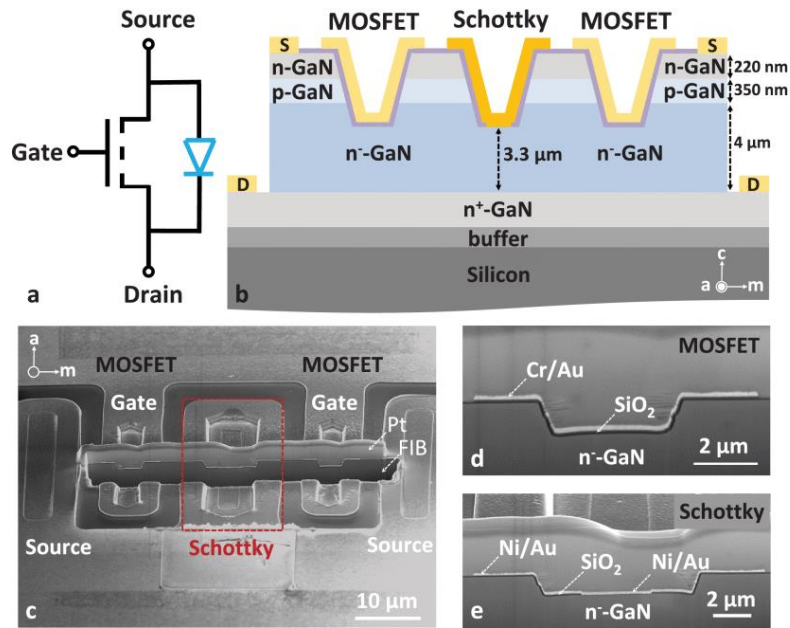 Source
Gate
Drain
a
MOSFET Schottky MOSFET
S S
n-GaN n-GaN 220 nm
p-GaN p-GaN 350 nm
4 µm
n⁻-GaN 3.3 µm n⁻-GaN
D D
n⁺-GaN
buffer
Silicon
c
a m
b
a
m
MOSFET MOSFET
Gate Gate
Pt
FIB
Source Source
Schottky
c 10 µm
MOSFET
Cr/Au
SiO₂
n⁻-GaN
d 2 µm
Schottky
Ni/Au SiO₂ Ni/Au
n⁻-GaN
e 2 µm